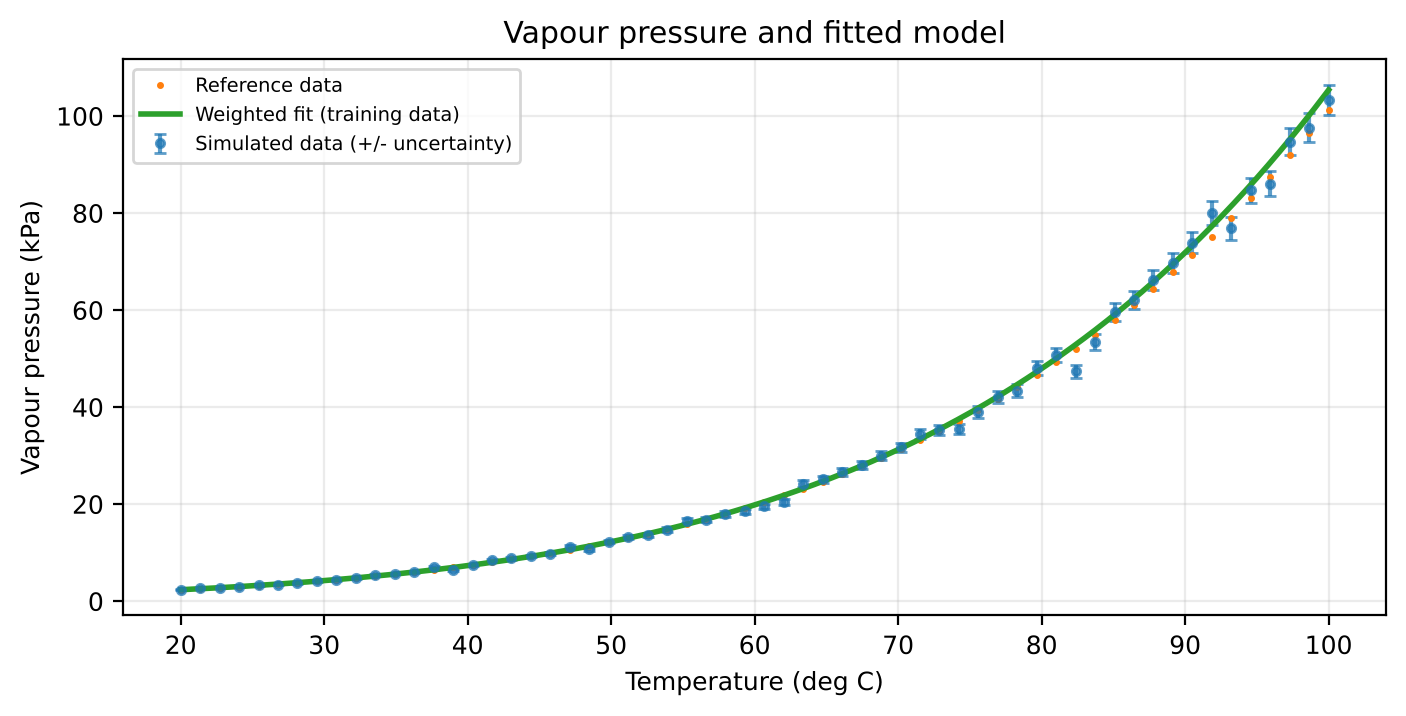 Vapour pressure and fitted model
Reference data
Weighted fit (training data)
Simulated data (+/- uncertainty)
Vapour pressure (kPa)
100
80
60
40
20
0
20 30 40 50 60 70 80 90 100
Temperature (deg C)